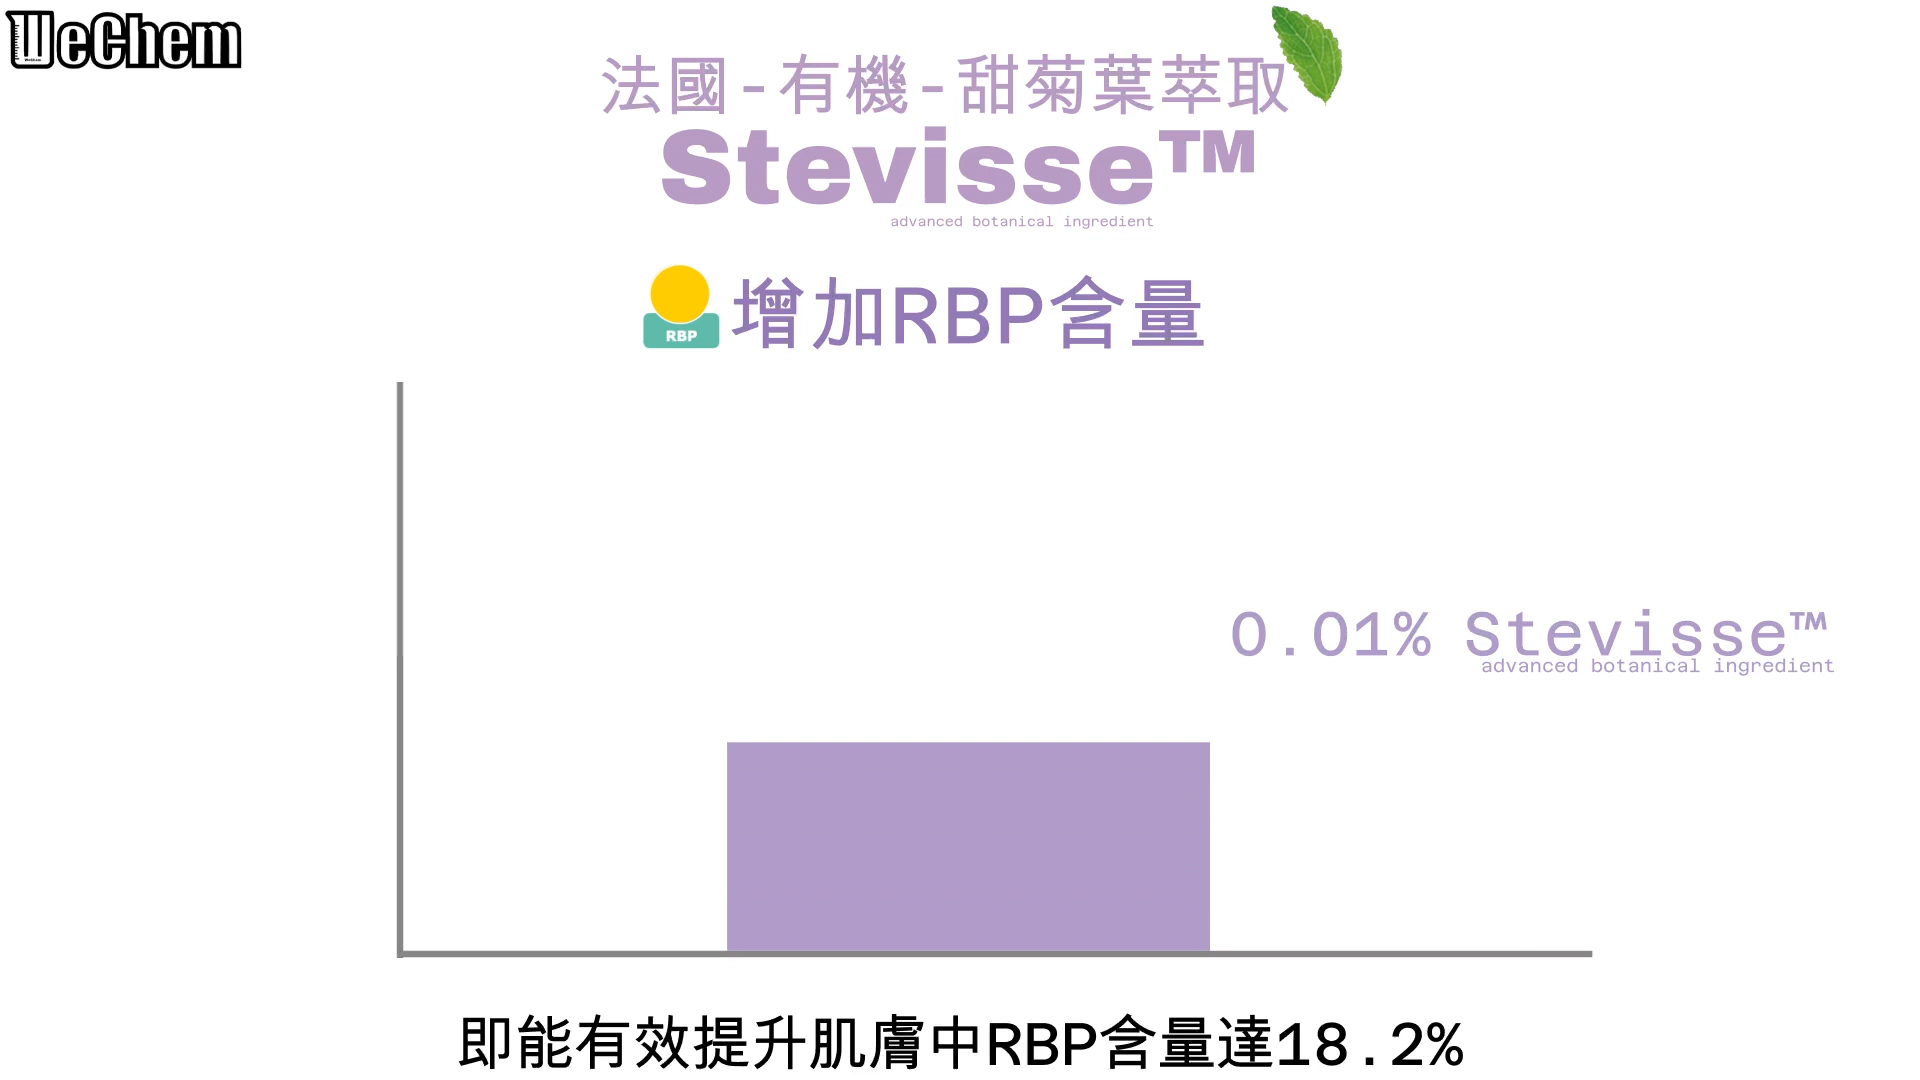 WeChem
法國-有機-甜菊葉萃取
Stevisse™
advanced botanical ingredient
RBP
增加RBP含量
0.01% Stevisse™
advanced botanical ingredient
即能有效提升肌膚中RBP含量達18.2%